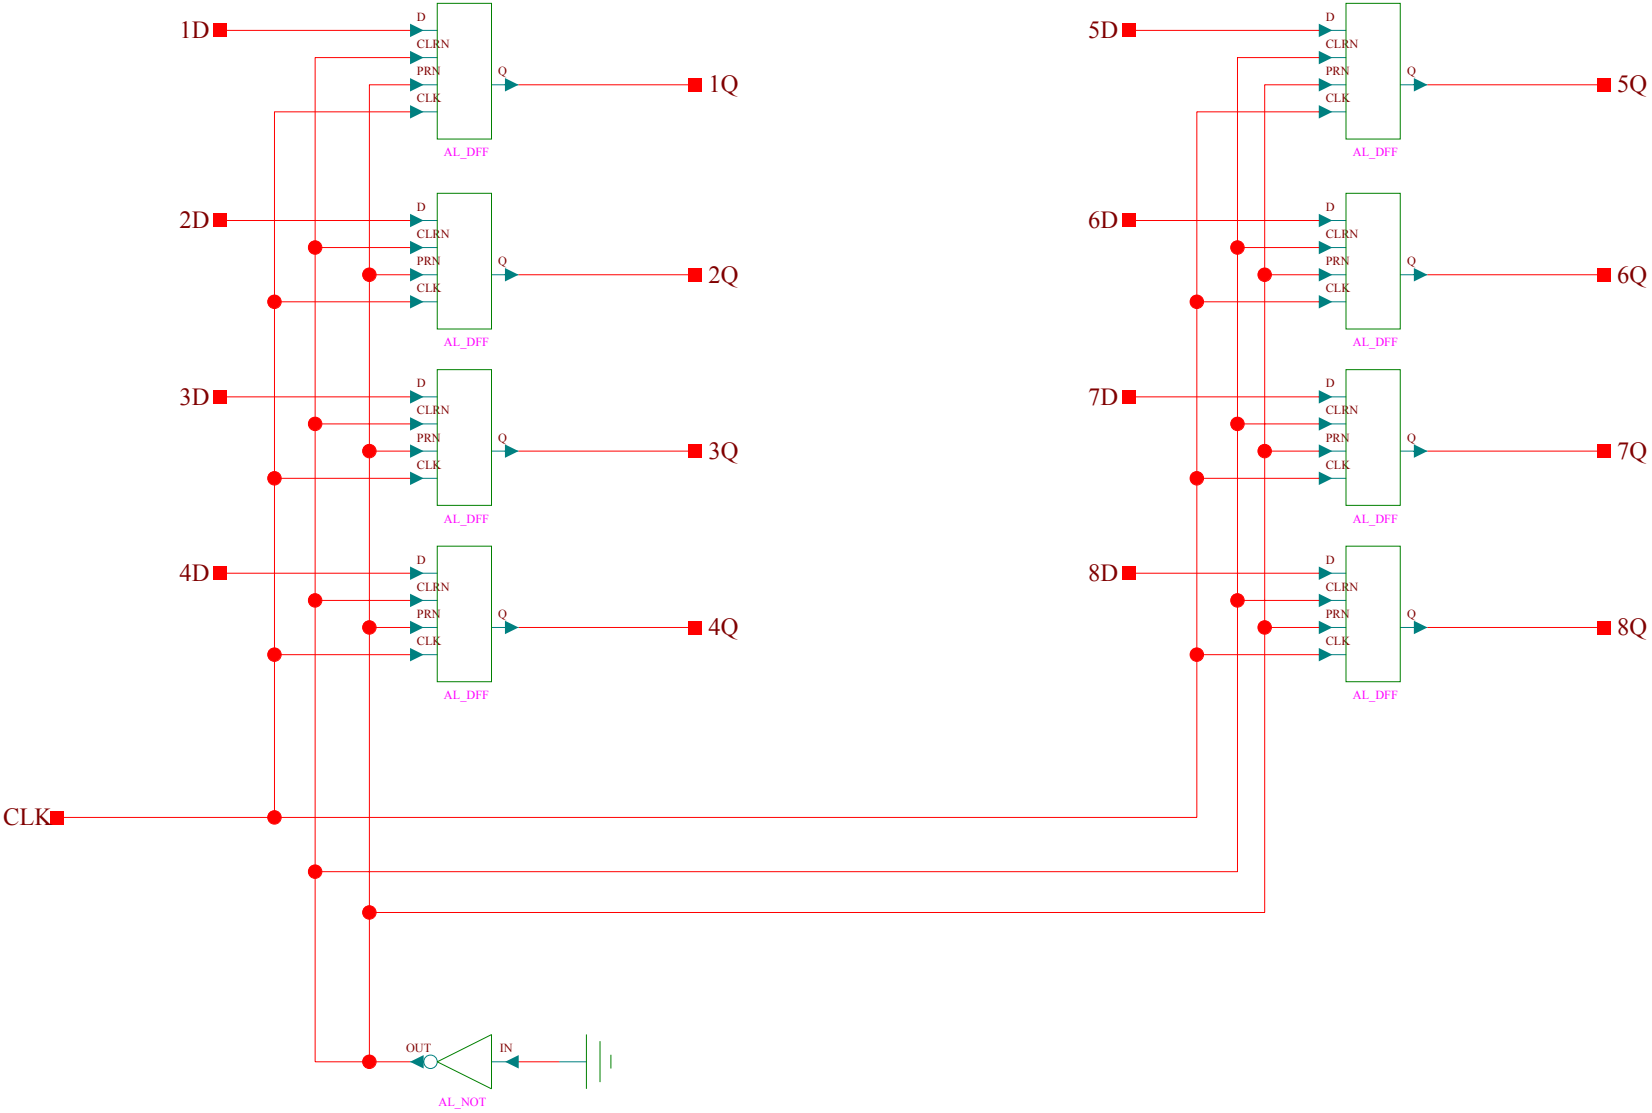 1D
D
CLRN
PRN
CLK
Q
1Q
AL_DFF
5D
D
CLRN
PRN
CLK
Q
5Q
AL_DFF
2D
D
CLRN
PRN
CLK
Q
2Q
AL_DFF
6D
D
CLRN
PRN
CLK
Q
6Q
AL_DFF
3D
D
CLRN
PRN
CLK
Q
3Q
AL_DFF
7D
D
CLRN
PRN
CLK
Q
7Q
AL_DFF
4D
D
CLRN
PRN
CLK
Q
4Q
AL_DFF
8D
D
CLRN
PRN
CLK
Q
8Q
AL_DFF
CLK
OUT
IN
AL_NOT